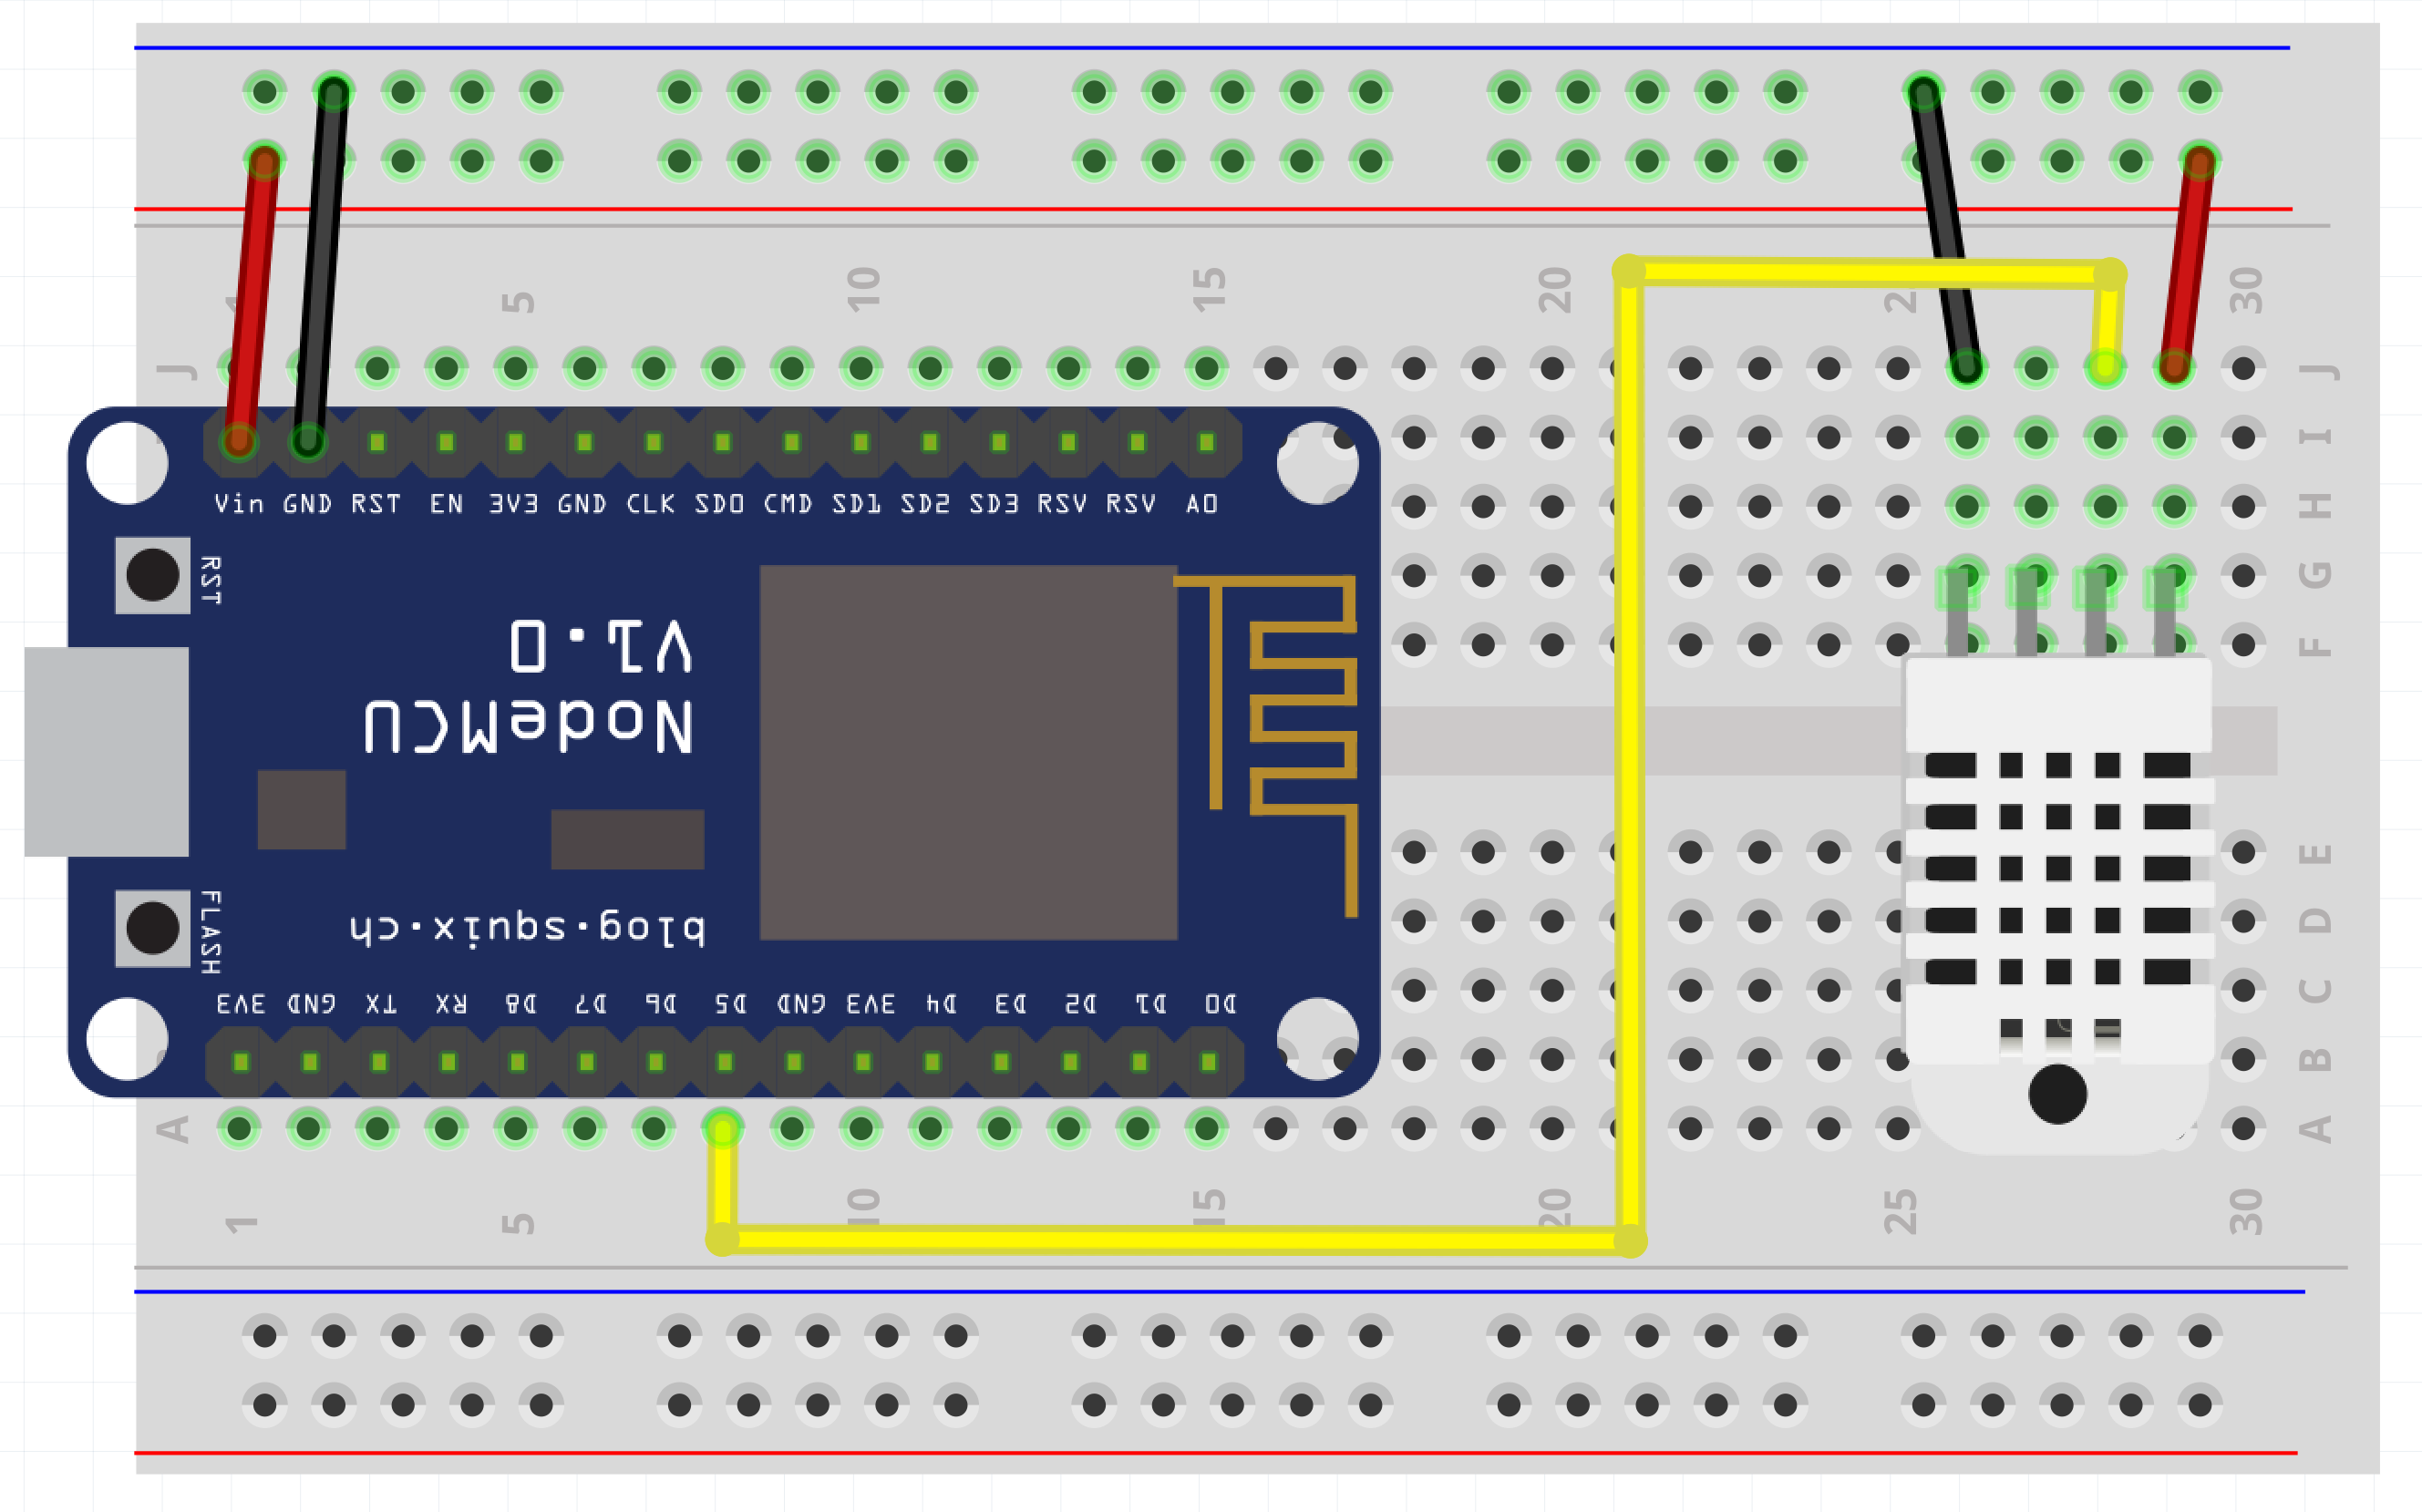 1 5 10 15 20 2 30
J J
I
Vin GND RST EN 3V3 GND CLK SD0 CMD SD1 SD2 SD3 RSV RSV A0
H
RST
G
V1.0
F
NodeMCU
E
FLASH
blog.squix.ch
D
3V3 GND TX RX D8 D7 D6 D5 GND 3V3 D4 D3 D2 D1 D0
C
B
A A
1 5 10 15 20 25 30